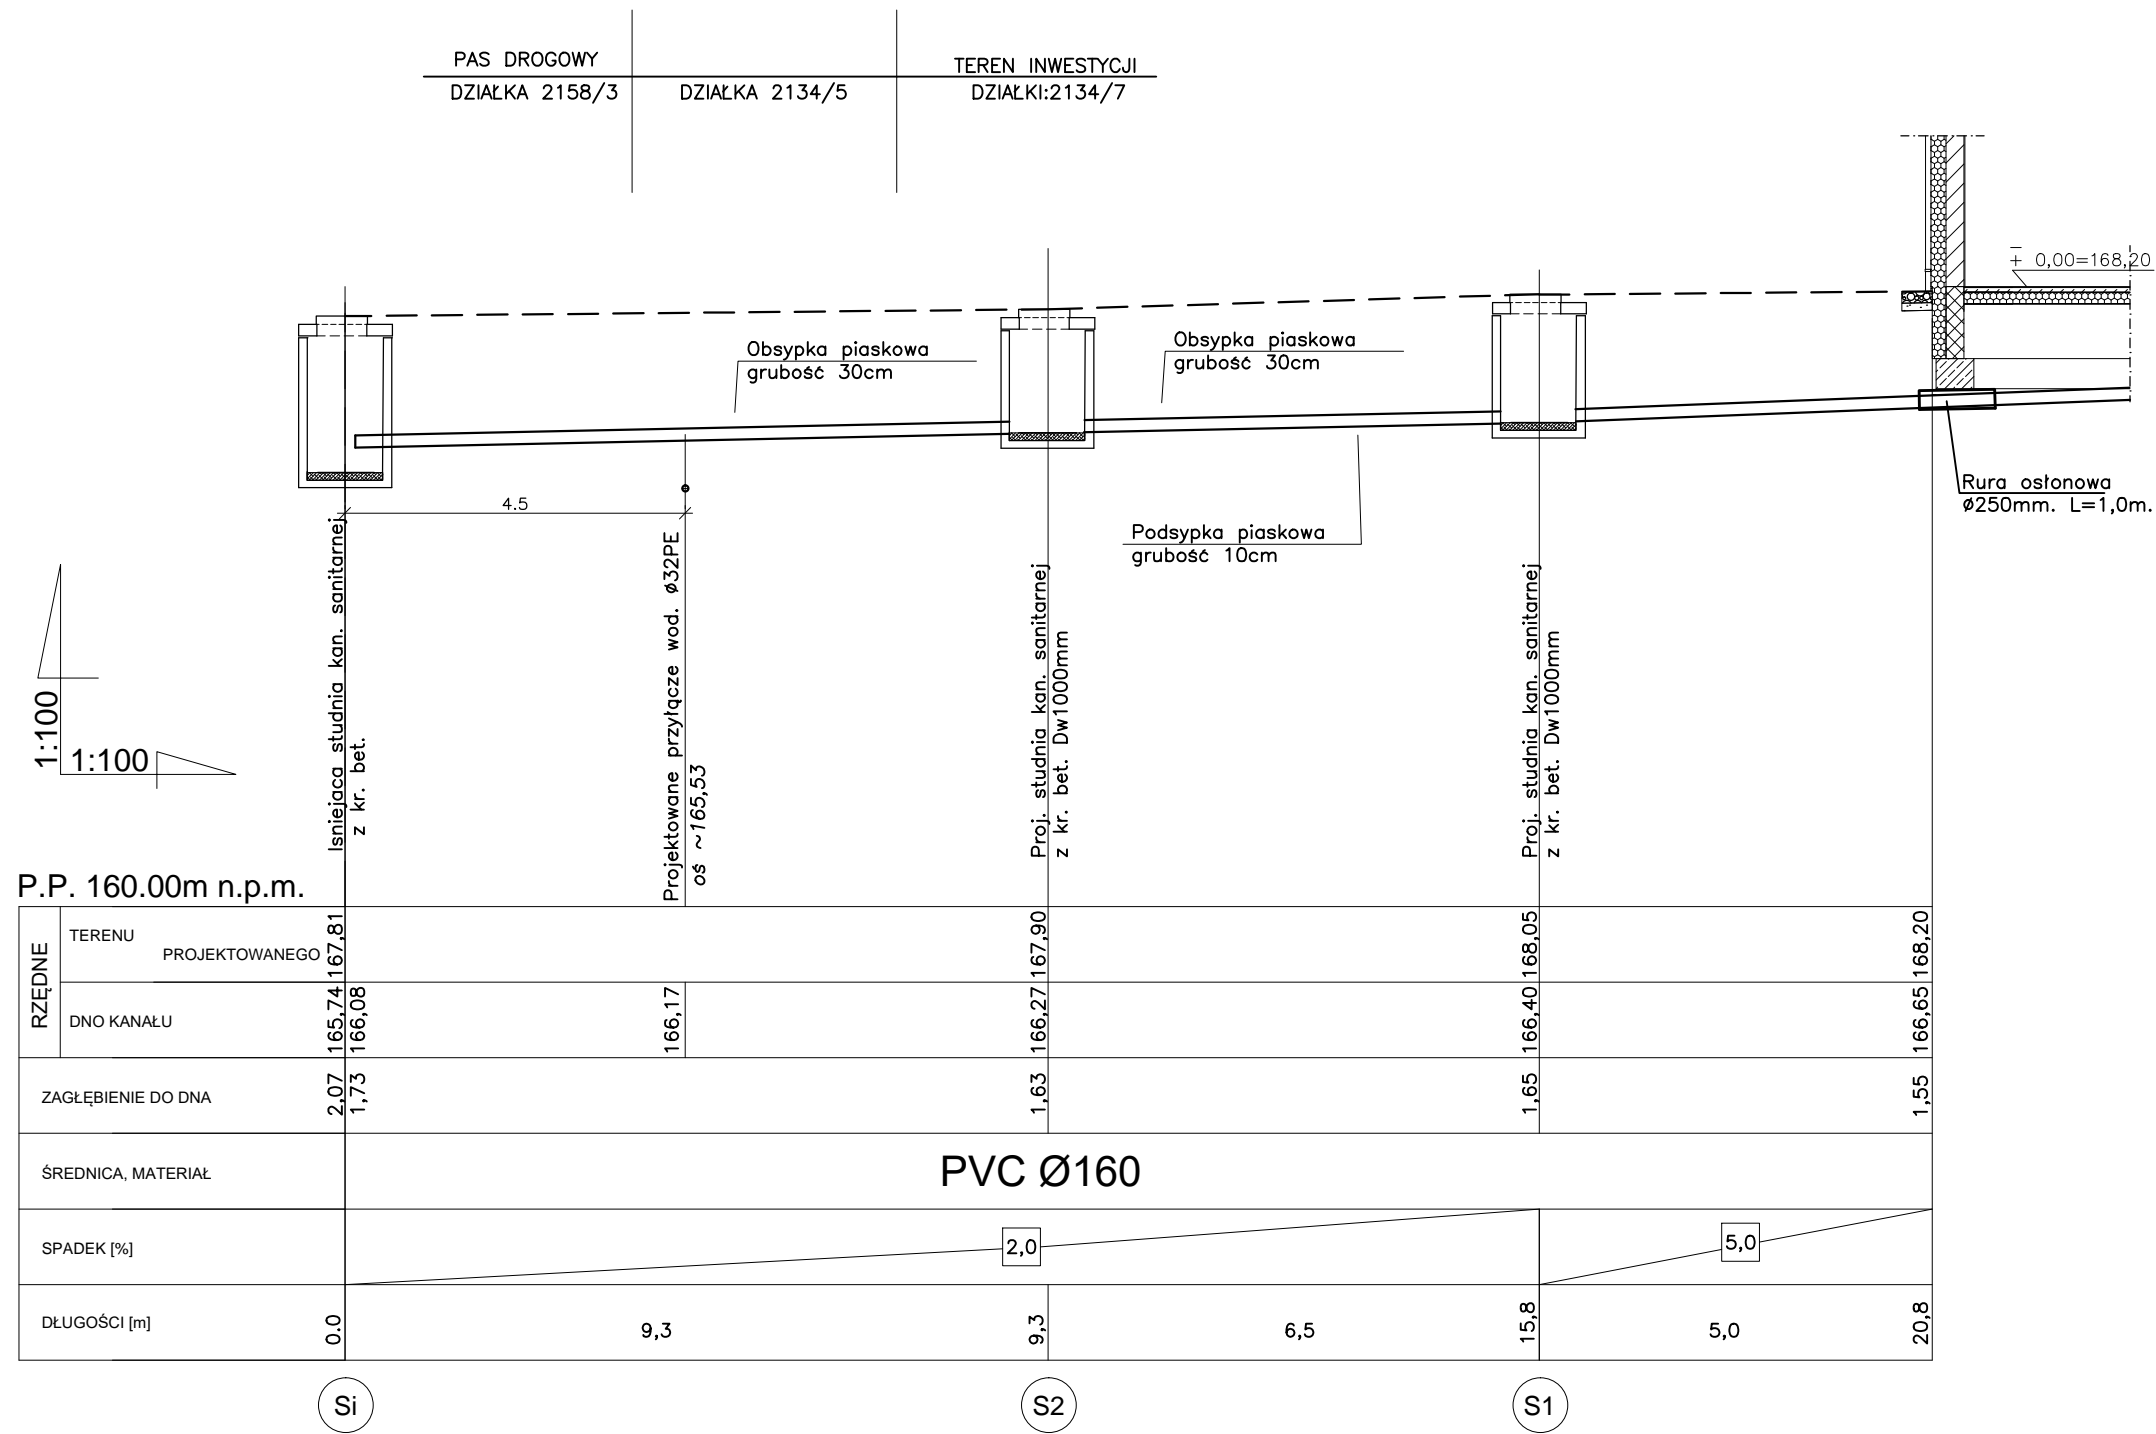 PAS DROGOWY
DZIAŁKA 2158/3
DZIAŁKA 2134/5
TEREN INWESTYCJI
DZIAŁKI:2134/7
+ 0,00=168,20
Obsypka piaskowa
grubość 30cm
Obsypka piaskowa
grubość 30cm
Rura osłonowa
ø250mm. L=1,0m.
4.5
Podsypka piaskowa
grubość 10cm
Isniejaca studnia kan. sanitarnej
z kr. bet.
Projektowane przyłącze wod. ø32PE
oś ~165,53
Proj. studnia kan. sanitarnej
z kr. bet. Dw1000mm
Proj. studnia kan. sanitarnej
z kr. bet. Dw1000mm
1:100
1:100
P.P. 160.00m n.p.m.
RZĘDNE
TERENU
PROJEKTOWANEGO
167,81
167,90
168,05
168,20
DNO KANAŁU
165,74
166,08
166,17
166,27
166,40
166,65
ZAGŁĘBIENIE DO DNA
2,07
1,73
1,63
1,65
1,55
ŚREDNICA, MATERIAŁ
PVC Ø160
SPADEK [%]
2,0
5,0
DŁUGOŚCI [m]
0.0
9,3
9,3
6,5
15,8
5,0
20,8
Si
S2
S1